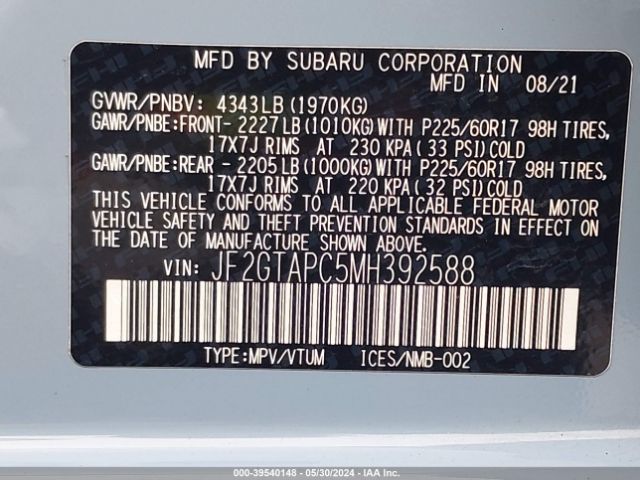 MFD BY SUBARU CORPORATION
MFD IN 08/21
GVWR/PNBV: 4343LB (1970KG)
GAWR/PNBE:FRONT- 2227LB (1010KG) WITH P225/60R17 98H TIRES,
17X7J RIMS AT 230 KPA (33 PSI) COLD
GAWR/PNBE:REAR - 2205LB (1000KG) WITH P225/60R17 98H TIRES,
17X7J RIMS AT 220 KPA (32 PSI) COLD
THIS VEHICLE CONFORMS TO ALL APPLICABLE FEDERAL MOTOR
VEHICLE SAFETY AND THEFT PREVENTION STANDARDS IN EFFECT ON
THE DATE OF MANUFACTURE SHOWN ABOVE.
VIN: JF2GTAPC5MH392588
TYPE:MPV/VTUM ICES/NMB-002
© 39540148 - 05/30/2024 - IAAI.COM